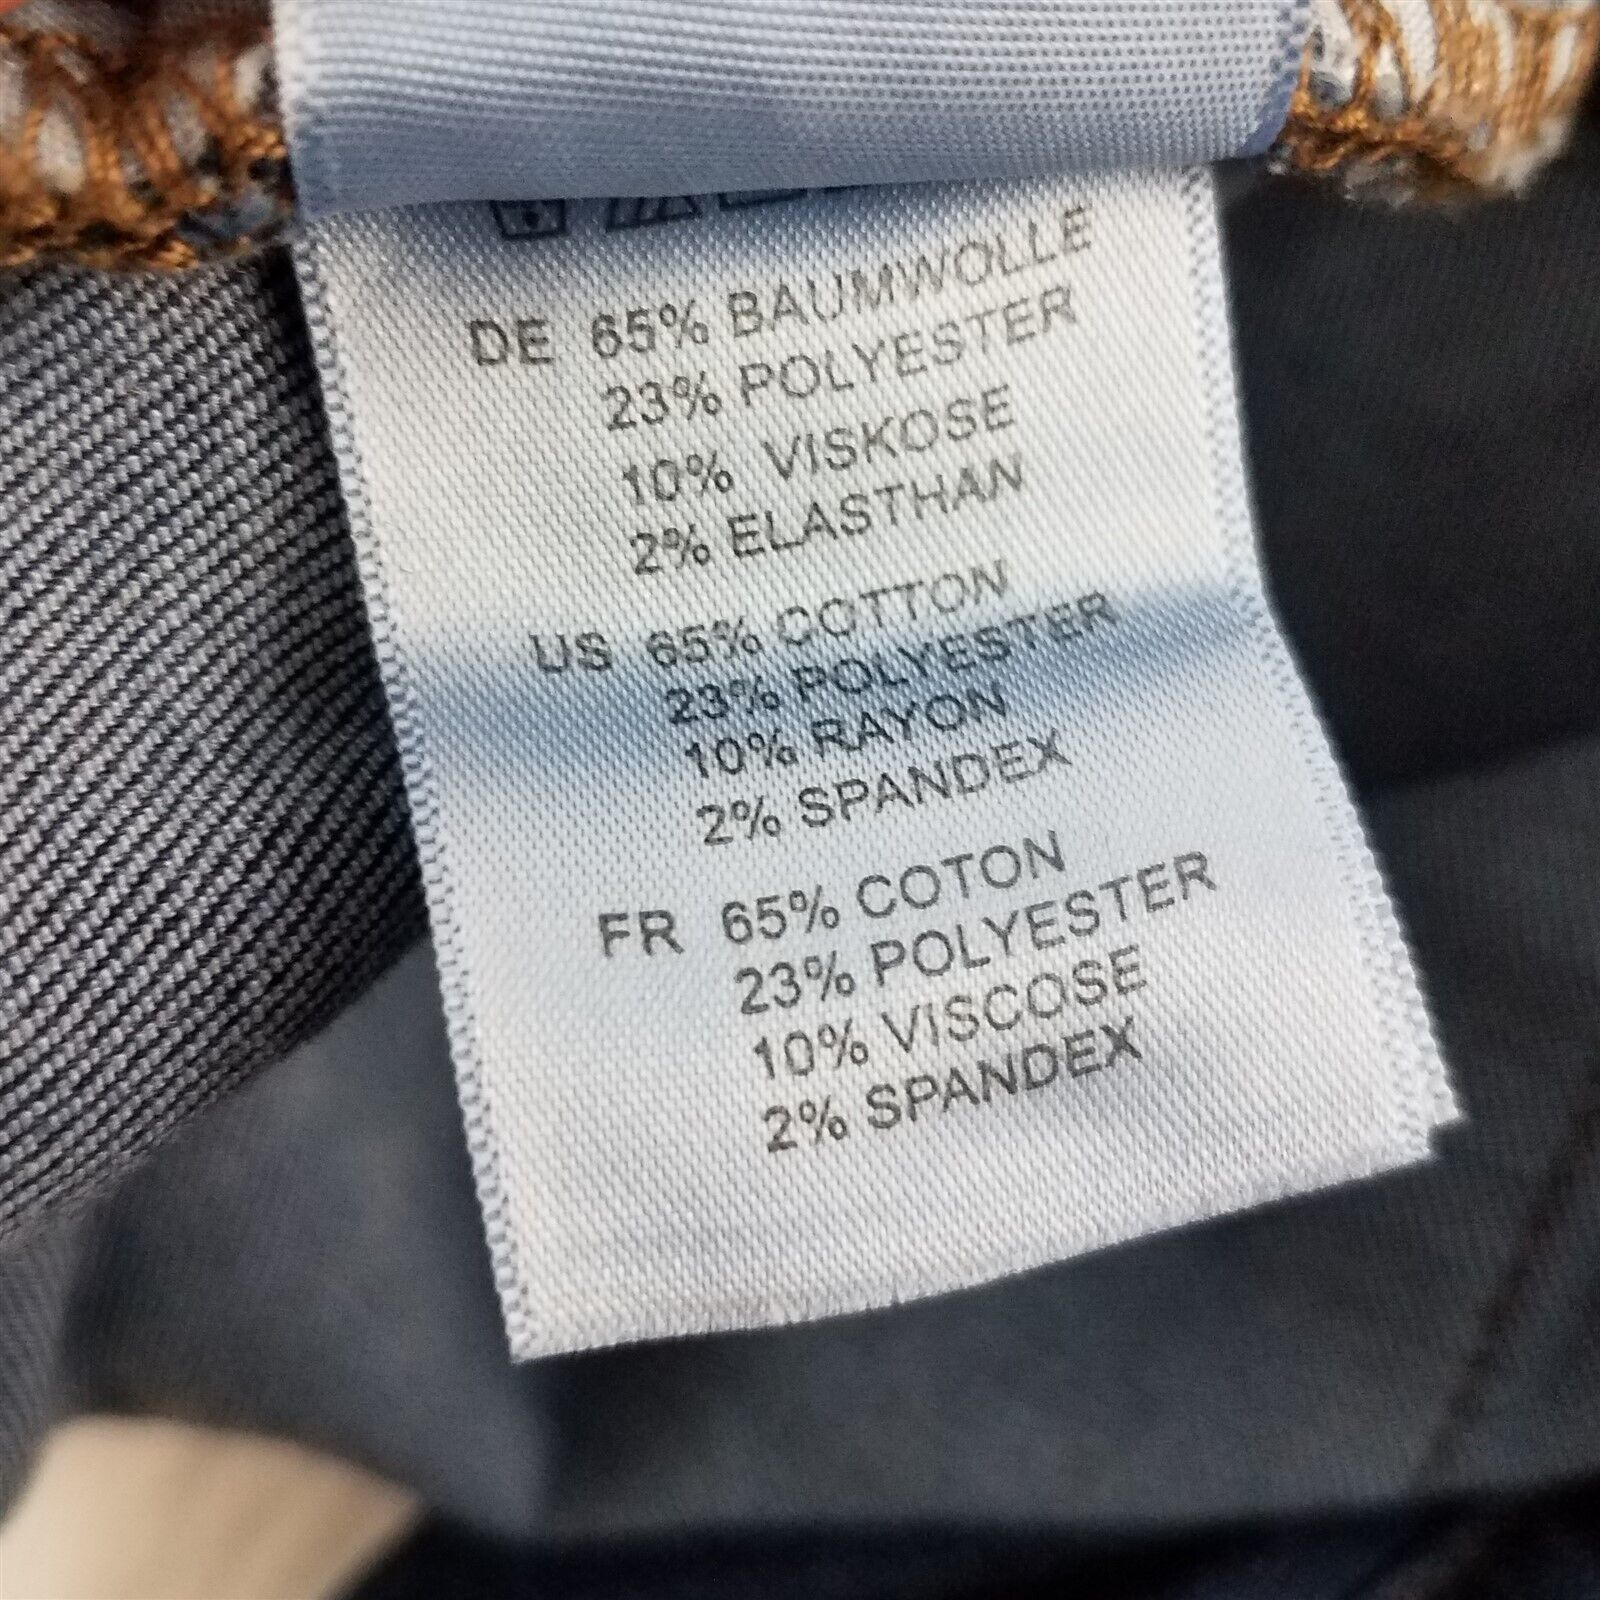 DE 65% BAUMWOLLE
23% POLYESTER
10% VISKOSE
2% ELASTHAN
US 65% COTTON
23% POLYESTER
10% RAYON
2% SPANDEX
FR 65% COTON
23% POLYESTER
10% VISCOSE
2% SPANDEX